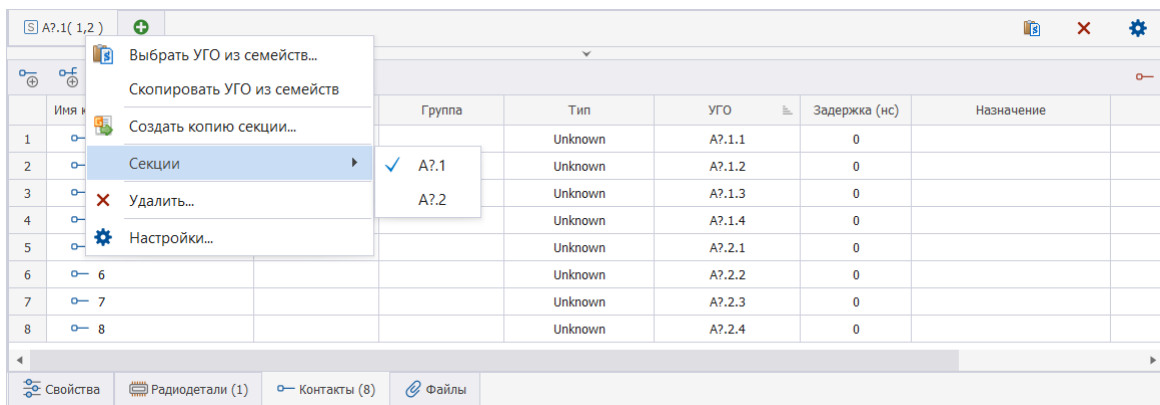 S A?.1( 1,2 )
Выбрать УГО из семейств...
Скопировать УГО из семейств
Создать копию секции...
Секции
Удалить...
Настройки...
A?.1
A?.2
Имя Группа Тип УГО Задержка (нс) Назначение
1 Unknown A?.1.1 0
2 Unknown A?.1.2 0
3 Unknown A?.1.3 0
4 Unknown A?.1.4 0
5 Unknown A?.2.1 0
6 6 Unknown A?.2.2 0
7 7 Unknown A?.2.3 0
8 8 Unknown A?.2.4 0
Свойства Радиодетали (1) Контакты (8) Файлы